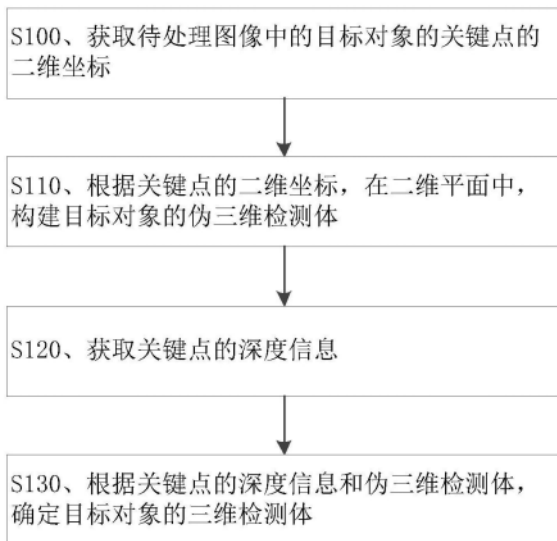 S100、获取待处理图像中的目标对象的关键点的
二维坐标
S110、根据关键点的二维坐标，在二维平面中，
构建目标对象的伪三维检测体
S120、获取关键点的深度信息
S130、根据关键点的深度信息和伪三维检测体，
确定目标对象的三维检测体